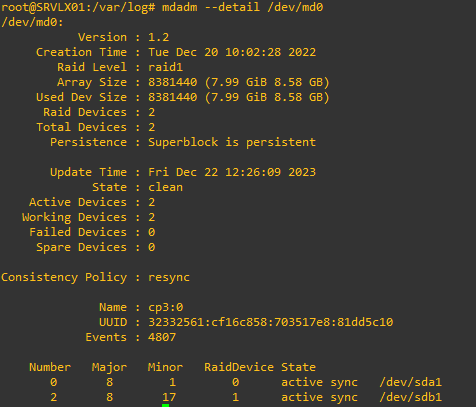 root@SRVLX01:/var/log# mdadm --detail /dev/md0
/dev/md0:
Version : 1.2
Creation Time : Tue Dec 20 10:02:28 2022
Raid Level : raid1
Array Size : 8381440 (7.99 GiB 8.58 GB)
Used Dev Size : 8381440 (7.99 GiB 8.58 GB)
Raid Devices : 2
Total Devices : 2
Persistence : Superblock is persistent
Update Time : Fri Dec 22 12:26:09 2023
State : clean
Active Devices : 2
Working Devices : 2
Failed Devices : 0
Spare Devices : 0
Consistency Policy : resync
Name : cp3:0
UUID : 32332561:cf16c858:703517e8:81dd5c10
Events : 4807
Number Major Minor RaidDevice State
0 8 1 0 active sync /dev/sda1
2 8 17 1 active sync /dev/sdb1